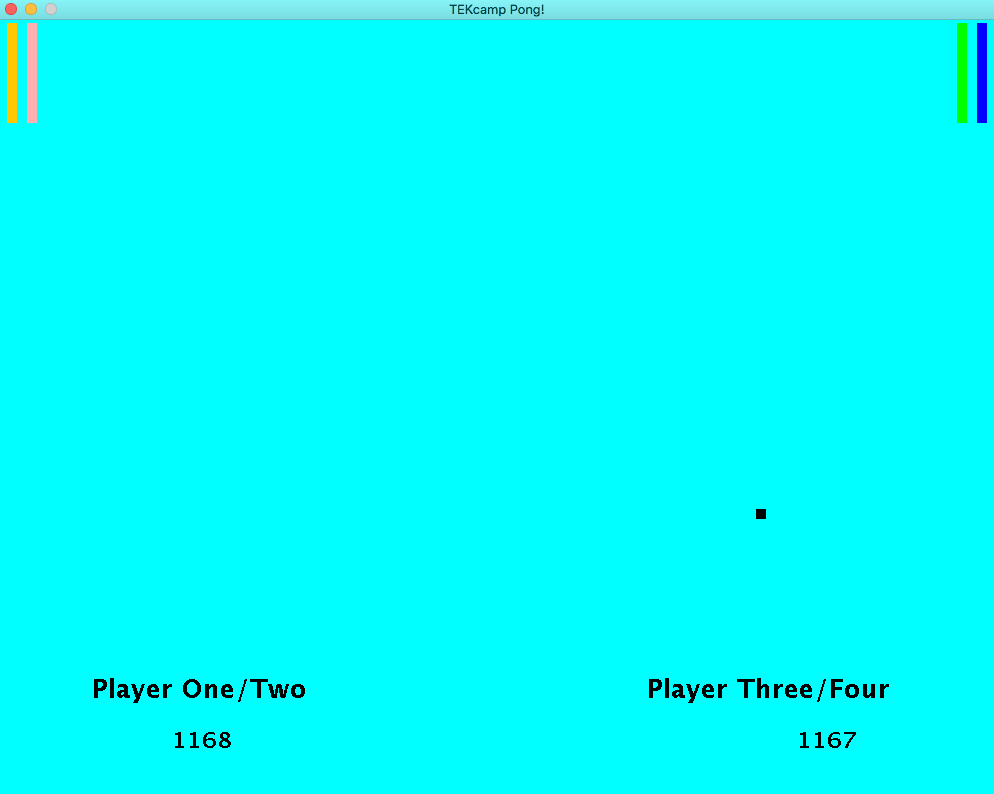 TEKcamp Pong!
Player One/Two
Player Three/Four
1168
1167